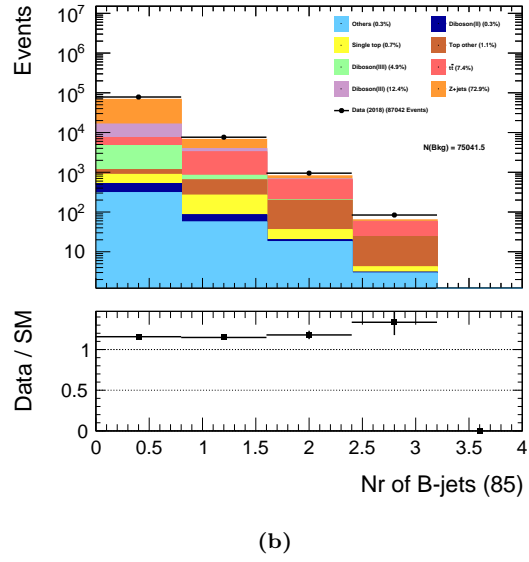 Events
10⁷
10⁶
10⁵
10⁴
10³
10²
10
Others (0.3%)
Diboson(ll) (0.3%)
Single top (0.7%)
Top other (1.1%)
Diboson(llll) (4.9%)
tt̄ (7.4%)
Diboson(lll) (12.4%)
Z+jets (72.9%)
Data (2018) (87042 Events)
N(Bkg) = 75041.5
Data / SM
1
0.5
0
0 0.5 1 1.5 2 2.5 3 3.5 4
Nr of B-jets (85)
(b)